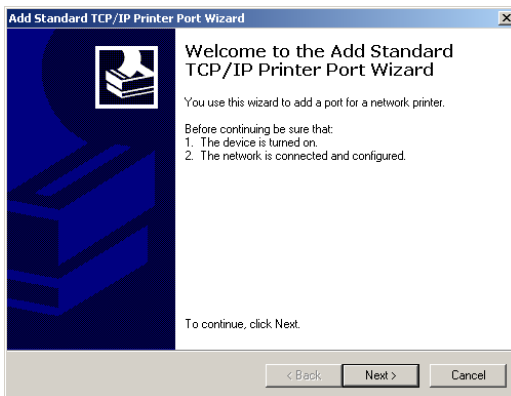 Add Standard TCP/IP Printer Port Wizard
Welcome to the Add Standard
TCP/IP Printer Port Wizard
You use this wizard to add a port for a network printer.
Before continuing be sure that:
1. The device is turned on.
2. The network is connected and configured.
To continue, click Next.
< Back
Next >
Cancel